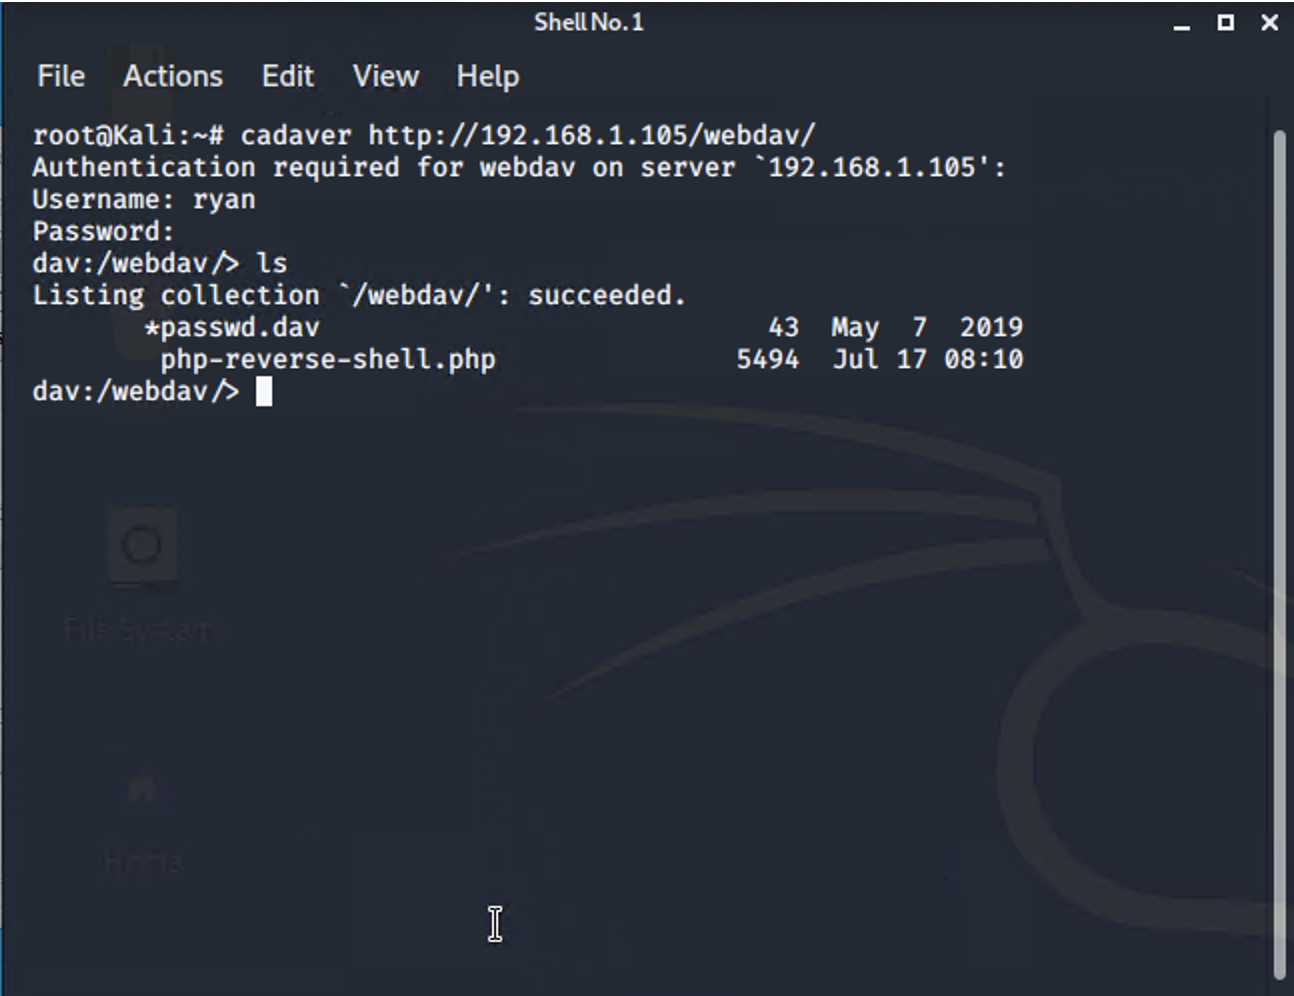 Shell No. 1
File Actions Edit View Help
root@Kali:~# cadaver http://192.168.1.105/webdav/
Authentication required for webdav on server `192.168.1.105':
Username: ryan
Password:
dav:/webdav/> ls
Listing collection `/webdav/': succeeded.
*passwd.dav 43 May 7 2019
php-reverse-shell.php 5494 Jul 17 08:10
dav:/webdav/>
File System
Home